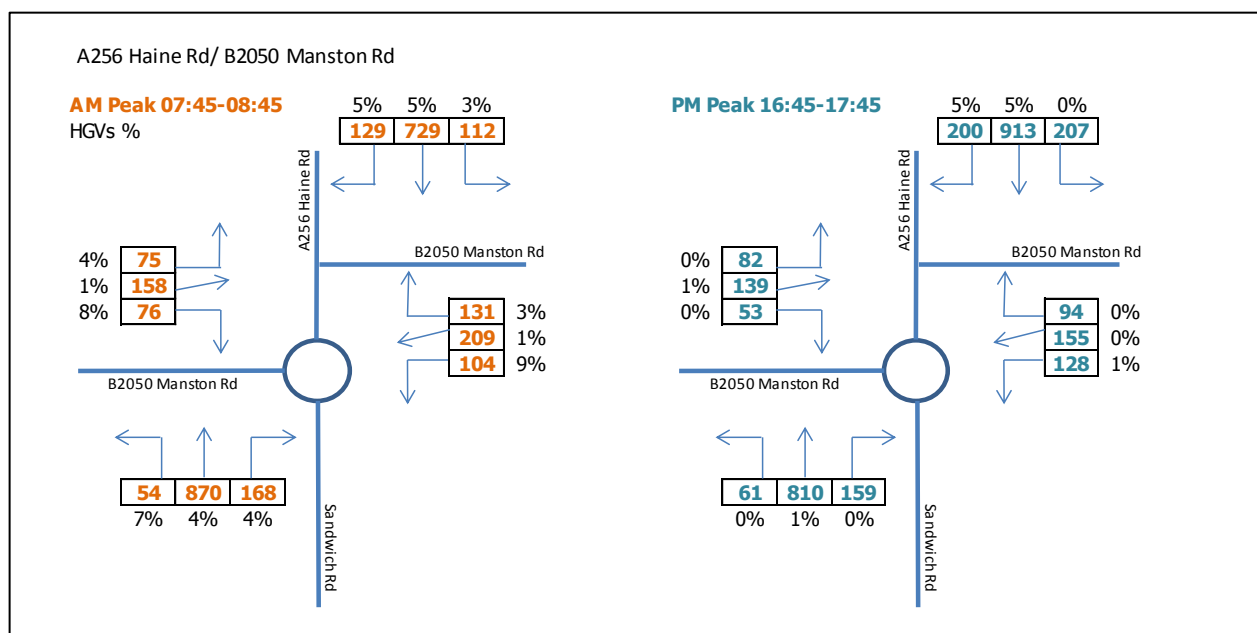 A256 Haine Rd/ B2050 Manston Rd
AM Peak 07:45-08:45
HGVs %
5% 5% 3%
129 729 112
A256 Haine Rd
B2050 Manston Rd
4% 75
1% 158
8% 76
131 3%
209 1%
104 9%
B2050 Manston Rd
54 870 168
7% 4% 4%
Sandwich Rd
PM Peak 16:45-17:45
5% 5% 0%
200 913 207
A256 Haine Rd
B2050 Manston Rd
0% 82
1% 139
0% 53
94 0%
155 0%
128 1%
B2050 Manston Rd
61 810 159
0% 1% 0%
Sandwich Rd